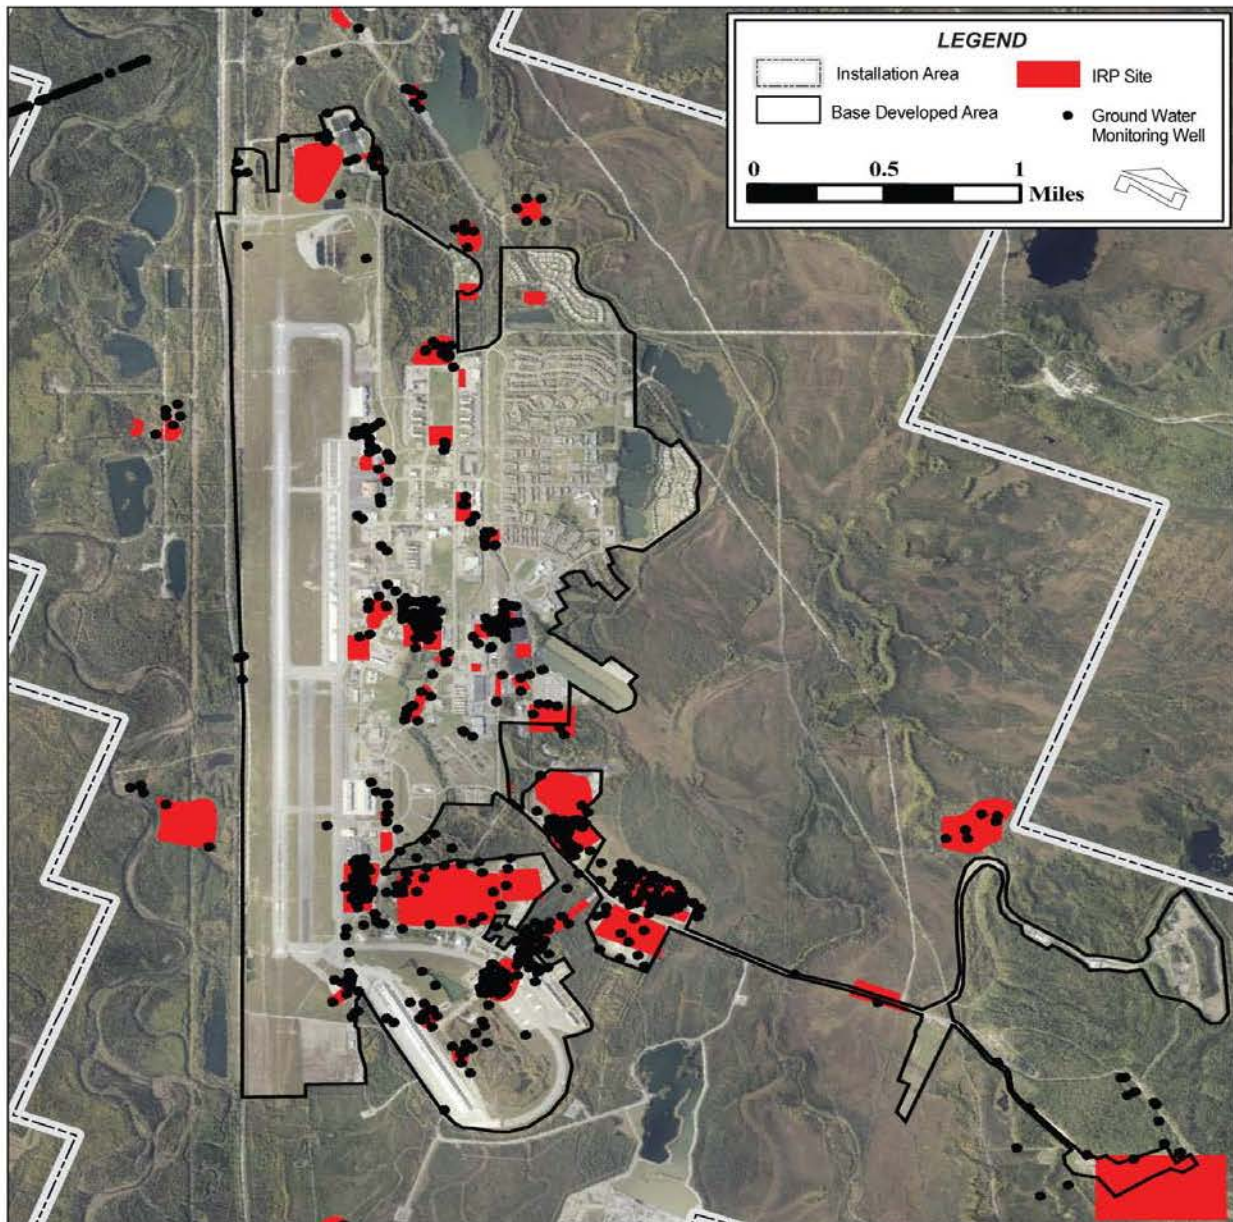 LEGEND
Installation Area
IRP Site
Base Developed Area
Ground Water
Monitoring Well
0 0.5 1
Miles